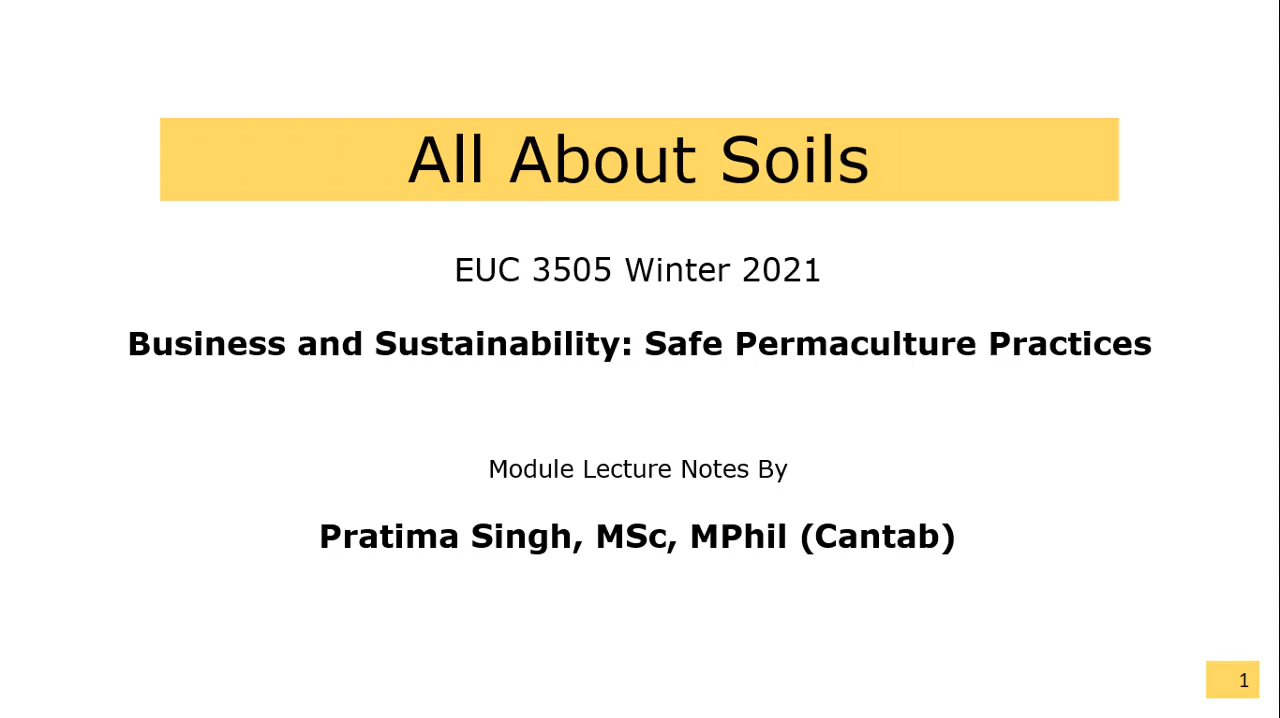 All About Soils
EUC 3505 Winter 2021
Business and Sustainability: Safe Permaculture Practices
Module Lecture Notes By
Pratima Singh, MSc, MPhil (Cantab)
1